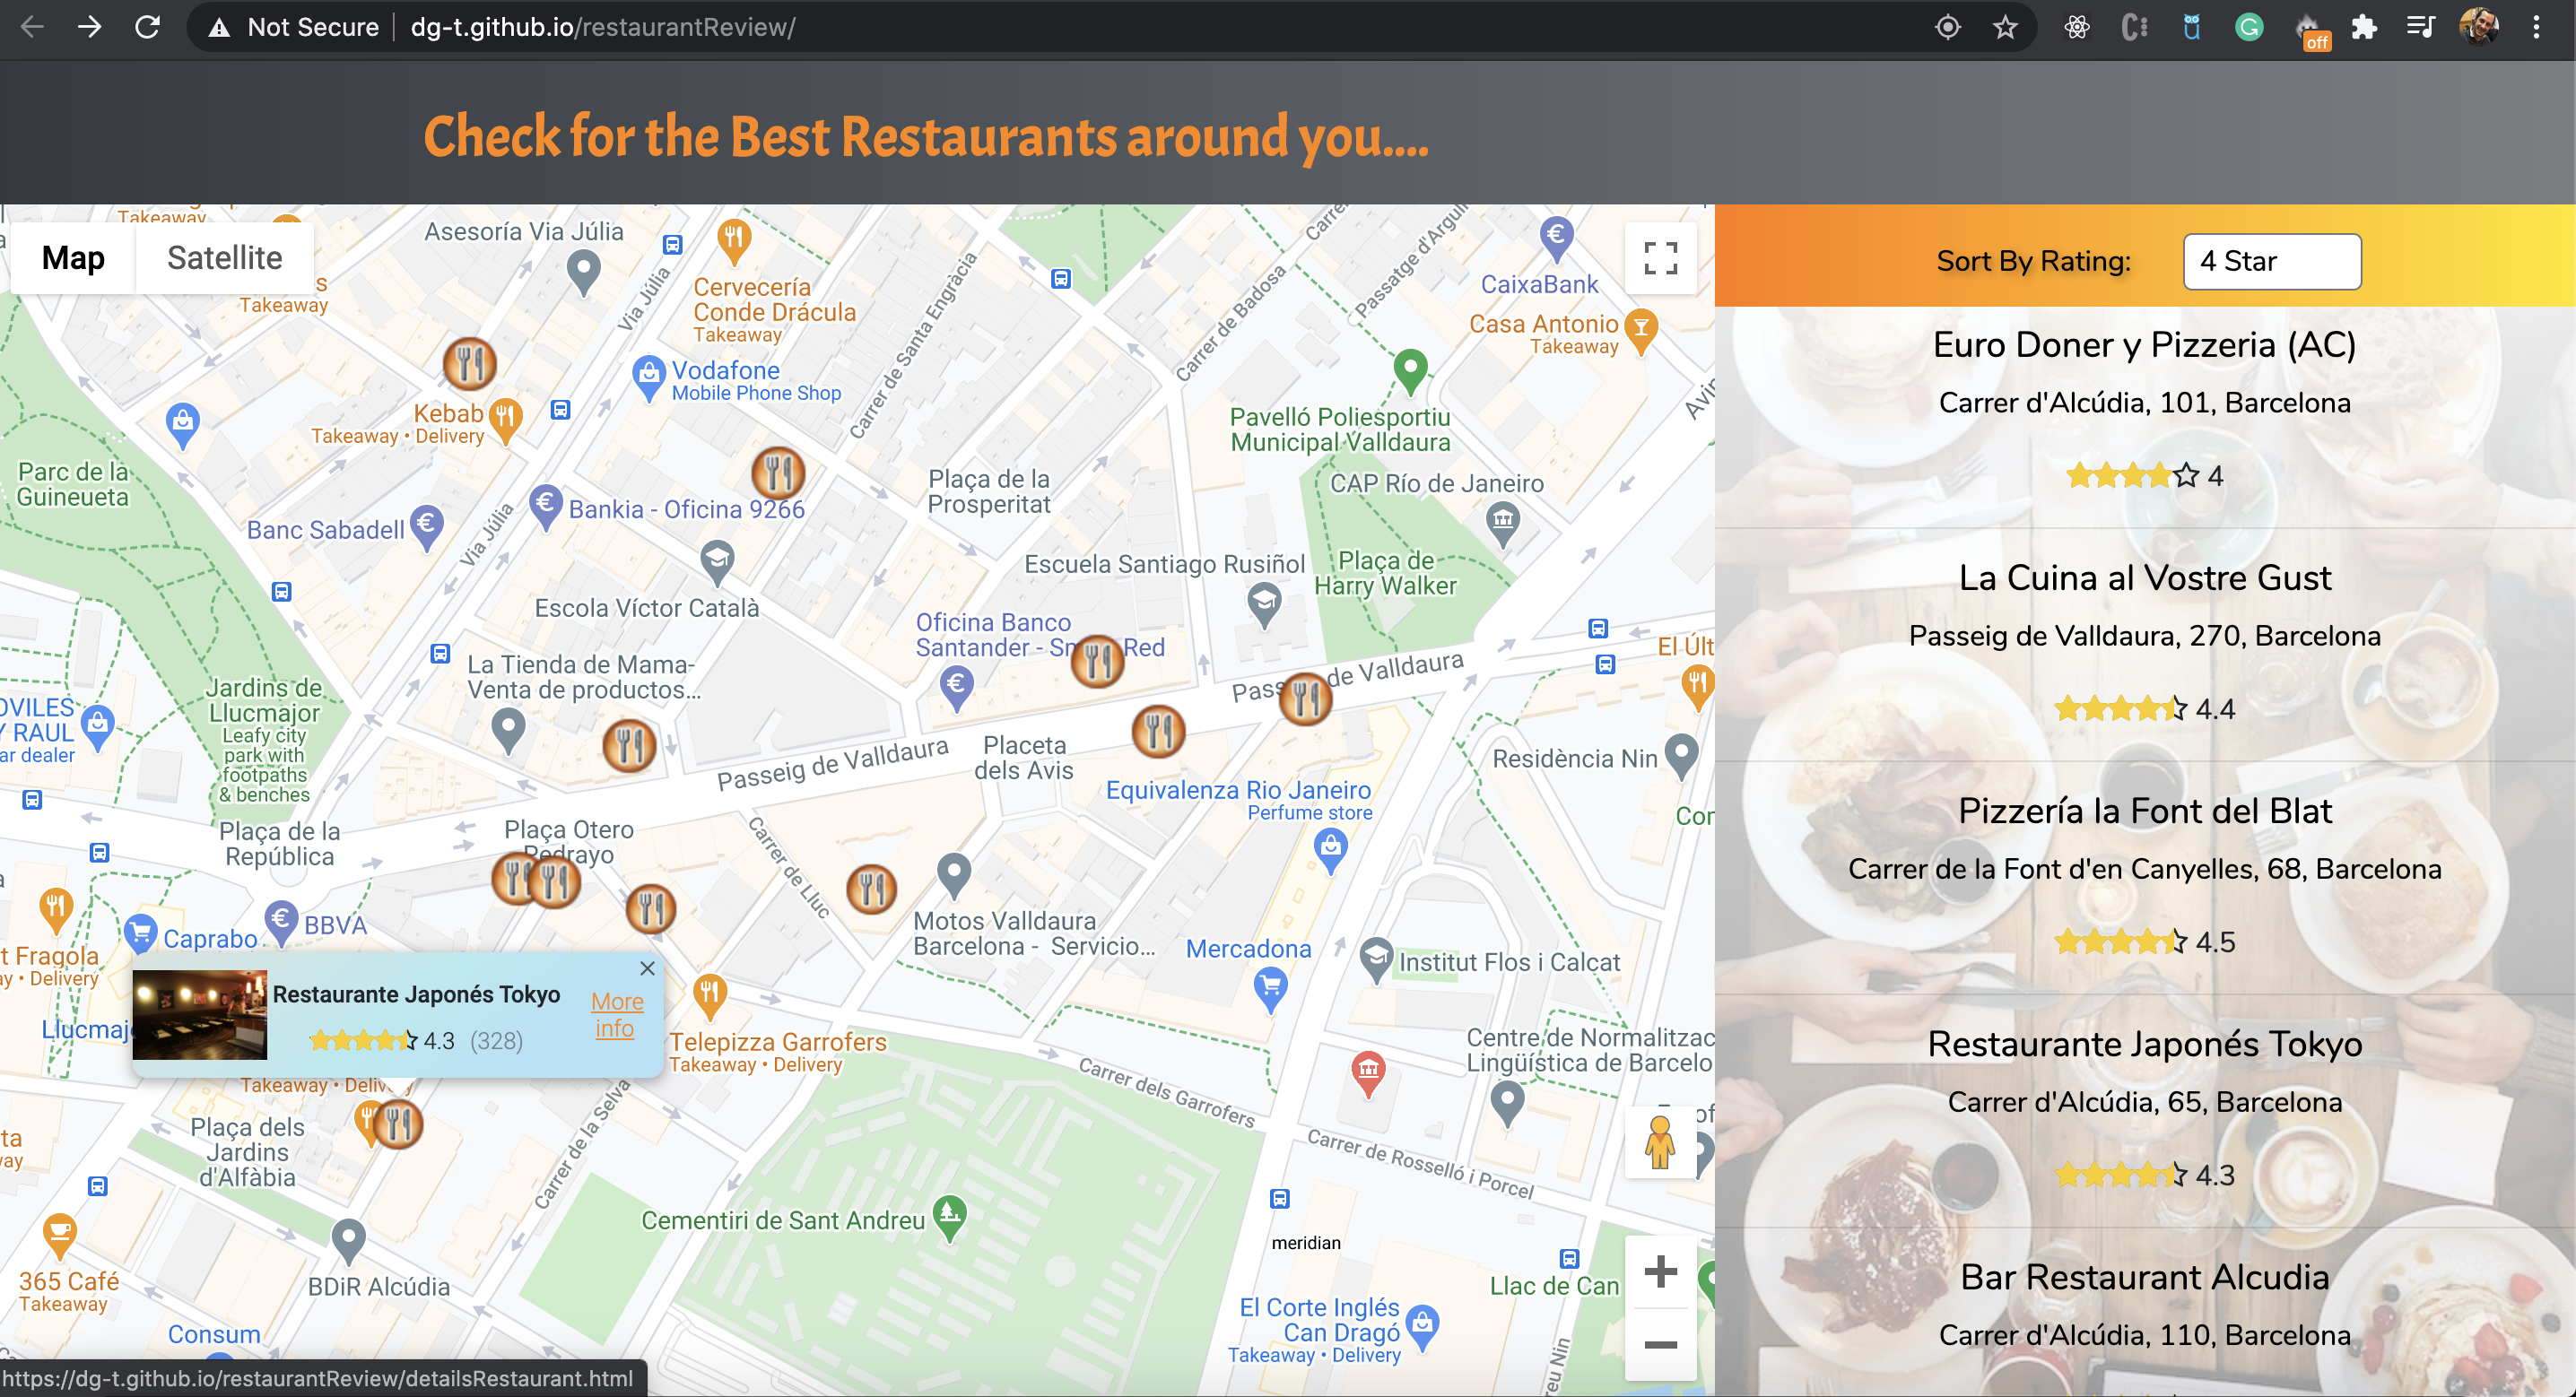 Not Secure
dg-t.github.io/restaurantReview/
off
Check for the Best Restaurants around you....
Map
Satellite
Takeaway
Takeaway
Asesoría Via Júlia
Via Júlia
Cervecería
Conde Drácula
Takeaway
Vodafone
Mobile Phone Shop
Carrer de Santa Engràcia
Carrer de Badosa
Passatge d'Argull
CaixaBank
Casa Antonio
Takeaway
Kebab
Takeaway • Delivery
Parc de la
Guineueta
Banc Sabadell
Via Júlia
Bankia - Oficina 9266
Plaça de la
Prosperitat
Pavelló Poliesportiu
Municipal Valldaura
CAP Río de Janeiro
Escola Víctor Català
Escuela Santiago Rusiñol
Plaça de
Harry Walker
Oficina Banco
Santander - Sm Red
La Tienda de Mama-
Venta de productos...
Jardins de
Llucmajor
Leafy city
park with
footpaths
& benches
OVILES
Y RAUL
ar dealer
Passeig de Valldaura
Placeta
dels Avis
Passe de Valldaura
El Últ
Residència Nin
Equivalenza Rio Janeiro
Perfume store
Plaça de la
República
Plaça Otero
Pedrayo
Carrer de Lluc
Motos Valldaura
Barcelona - Servicio...
Mercadona
Institut Flos i Calcat
BBVA
Caprabo
t Fragola
ay • Delivery
Llucmaj
Restaurante Japonés Tokyo
4.3 (328)
More
info
Telepizza Garrofers
Takeaway • Delivery
Takeaway • Delivery
Carrer dels Garrofers
Centre de Normalitzac
Lingüística de Barcelo
Plaça dels
Jardins
d'Alfàbia
Carrer de la Selva
Carrer de Rosselló i Porcel
Cementiri de Sant Andreu
meridian
365 Café
Takeaway
BDiR Alcúdia
Llac de Can
El Corte Inglés
Can Dragó
Takeaway • Delivery
Consum
https://dg-t.github.io/restaurantReview/detailsRestaurant.html
Sort By Rating:
4 Star
Euro Doner y Pizzeria (AC)
Carrer d'Alcúdia, 101, Barcelona
4
La Cuina al Vostre Gust
Passeig de Valldaura, 270, Barcelona
4.4
Pizzería la Font del Blat
Carrer de la Font d'en Canyelles, 68, Barcelona
4.5
Restaurante Japonés Tokyo
Carrer d'Alcúdia, 65, Barcelona
4.3
Bar Restaurant Alcudia
Carrer d'Alcúdia, 110, Barcelona